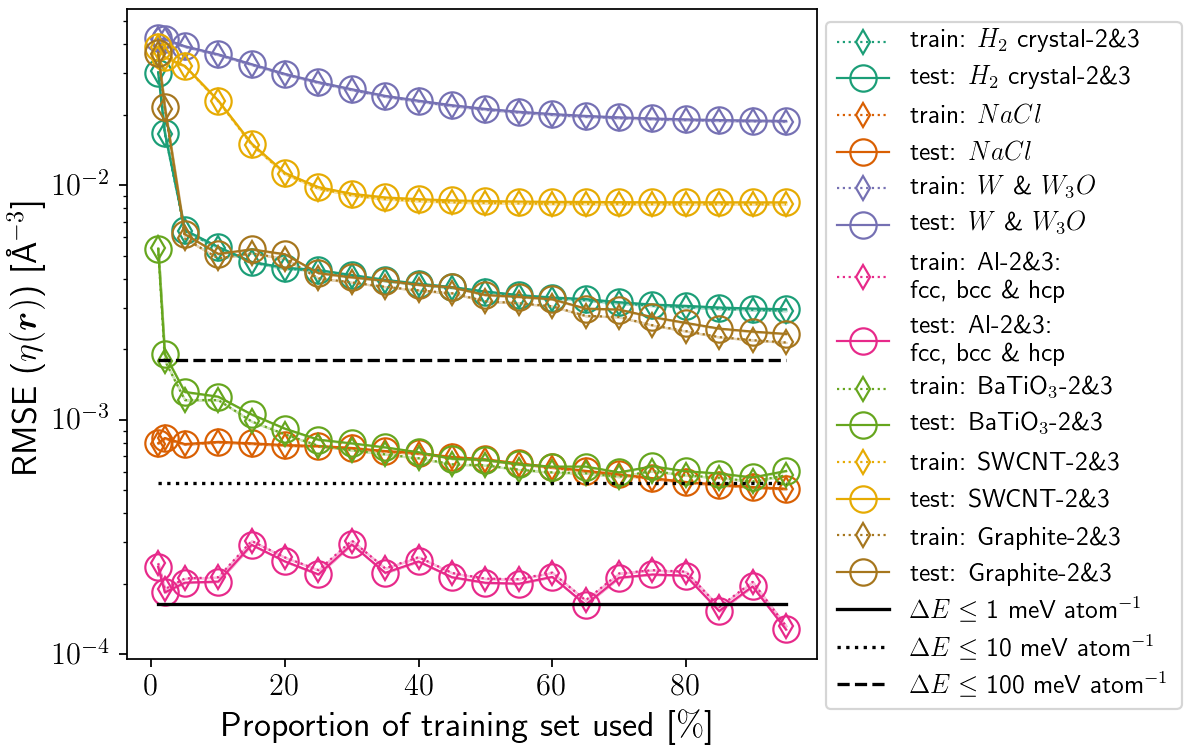 RMSE (η(r)) [Å⁻³]
10⁻²
10⁻³
10⁻⁴
0 20 40 60 80
Proportion of training set used [%]
train: H₂ crystal-2&3
test: H₂ crystal-2&3
train: NaCl
test: NaCl
train: W & W₃O
test: W & W₃O
train: Al-2&3:
fcc, bcc & hcp
test: Al-2&3:
fcc, bcc & hcp
train: BaTiO₃-2&3
test: BaTiO₃-2&3
train: SWCNT-2&3
test: SWCNT-2&3
train: Graphite-2&3
test: Graphite-2&3
ΔE ≤ 1 meV atom⁻¹
ΔE ≤ 10 meV atom⁻¹
ΔE ≤ 100 meV atom⁻¹